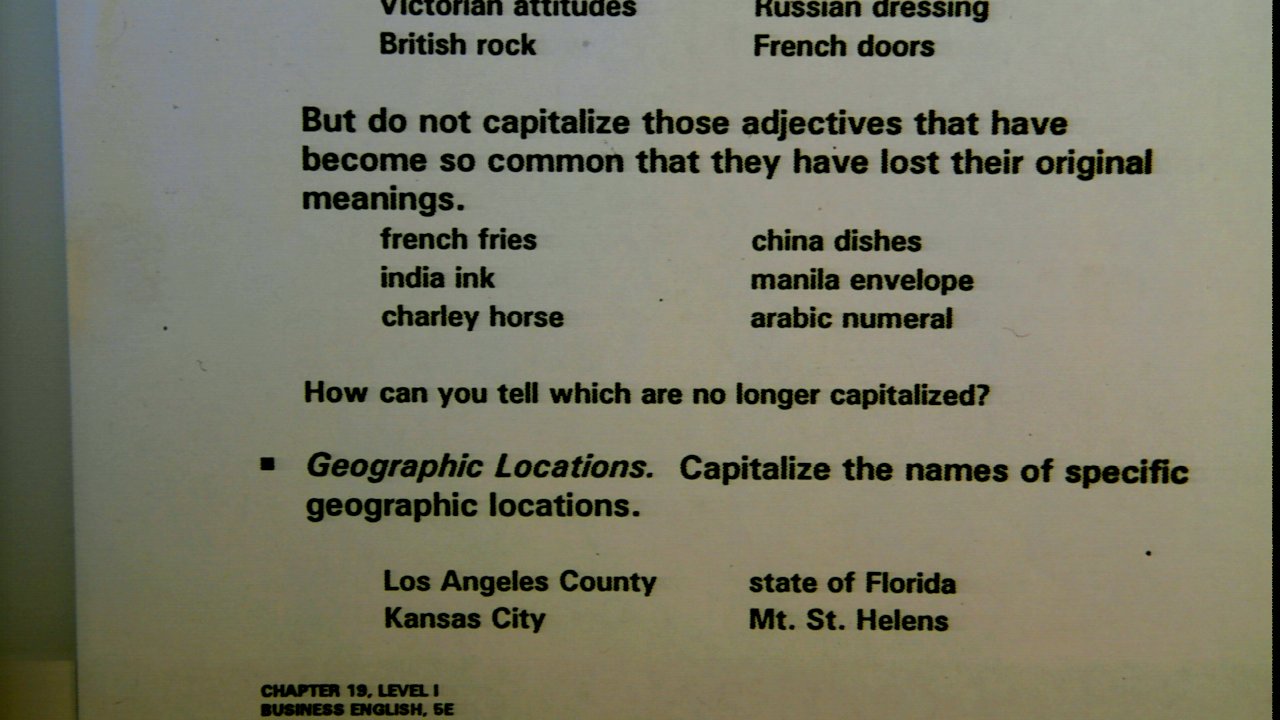 Victorian attitudes Russian dressing
British rock French doors
But do not capitalize those adjectives that have
become so common that they have lost their original
meanings.
french fries china dishes
india ink manila envelope
charley horse arabic numeral
How can you tell which are no longer capitalized?
▪ Geographic Locations. Capitalize the names of specific
geographic locations.
Los Angeles County state of Florida
Kansas City Mt. St. Helens
CHAPTER 19, LEVEL I
BUSINESS ENGLISH, 5E